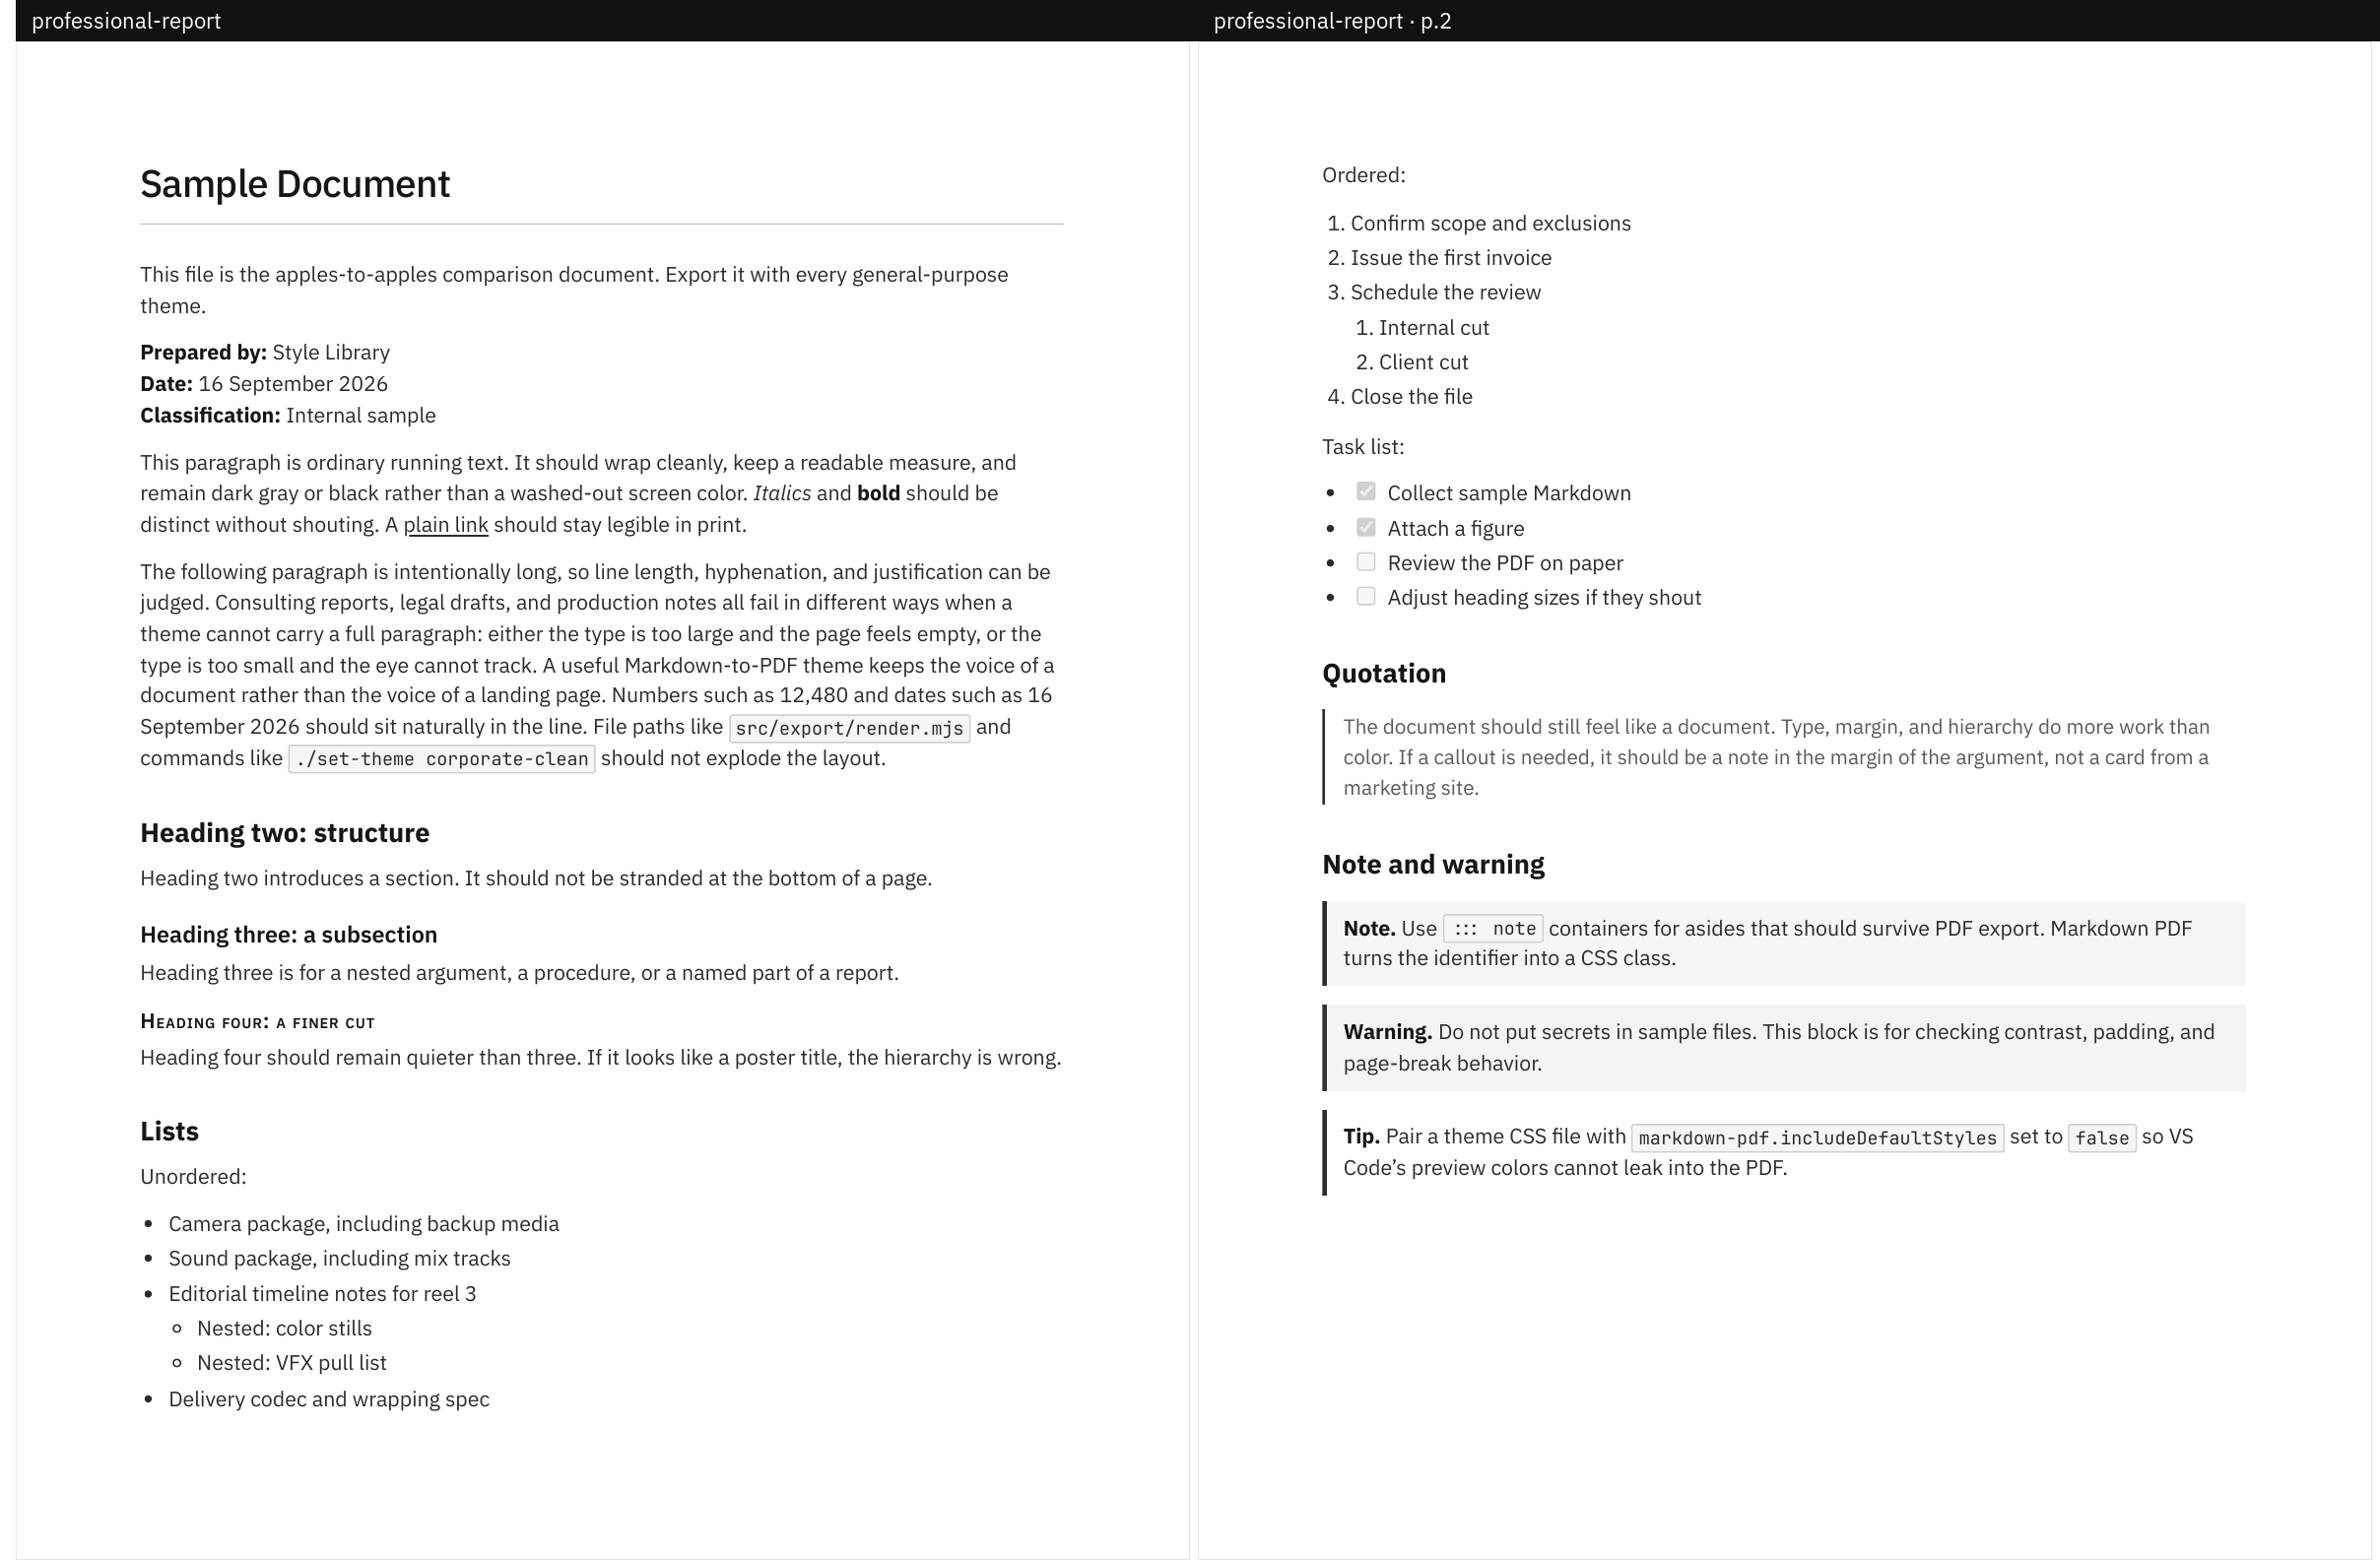 professional-report
Sample Document
This file is the apples-to-apples comparison document. Export it with every general-purpose
theme.
Prepared by: Style Library
Date: 16 September 2026
Classification: Internal sample
This paragraph is ordinary running text. It should wrap cleanly, keep a readable measure, and
remain dark gray or black rather than a washed-out screen color. Italics and bold should be
distinct without shouting. A plain link should stay legible in print.
The following paragraph is intentionally long, so line length, hyphenation, and justification can be
judged. Consulting reports, legal drafts, and production notes all fail in different ways when a
theme cannot carry a full paragraph: either the type is too large and the page feels empty, or the
type is too small and the eye cannot track. A useful Markdown-to-PDF theme keeps the voice of a
document rather than the voice of a landing page. Numbers such as 12,480 and dates such as 16
September 2026 should sit naturally in the line. File paths like src/export/render.mjs and
commands like ./set-theme corporate-clean should not explode the layout.
Heading two: structure
Heading two introduces a section. It should not be stranded at the bottom of a page.
Heading three: a subsection
Heading three is for a nested argument, a procedure, or a named part of a report.
Heading four: a finer cut
Heading four should remain quieter than three. If it looks like a poster title, the hierarchy is wrong.
Lists
Unordered:
• Camera package, including backup media
• Sound package, including mix tracks
• Editorial timeline notes for reel 3
◦ Nested: color stills
◦ Nested: VFX pull list
• Delivery codec and wrapping spec
professional-report · p.2
Ordered:
1. Confirm scope and exclusions
2. Issue the first invoice
3. Schedule the review
1. Internal cut
2. Client cut
4. Close the file
Task list:
• Collect sample Markdown
• Attach a figure
• Review the PDF on paper
• Adjust heading sizes if they shout
Quotation
The document should still feel like a document. Type, margin, and hierarchy do more work than
color. If a callout is needed, it should be a note in the margin of the argument, not a card from a
marketing site.
Note and warning
Note. Use ::: note containers for asides that should survive PDF export. Markdown PDF
turns the identifier into a CSS class.
Warning. Do not put secrets in sample files. This block is for checking contrast, padding, and
page-break behavior.
Tip. Pair a theme CSS file with markdown-pdf.includeDefaultStyles set to false so VS
Code’s preview colors cannot leak into the PDF.